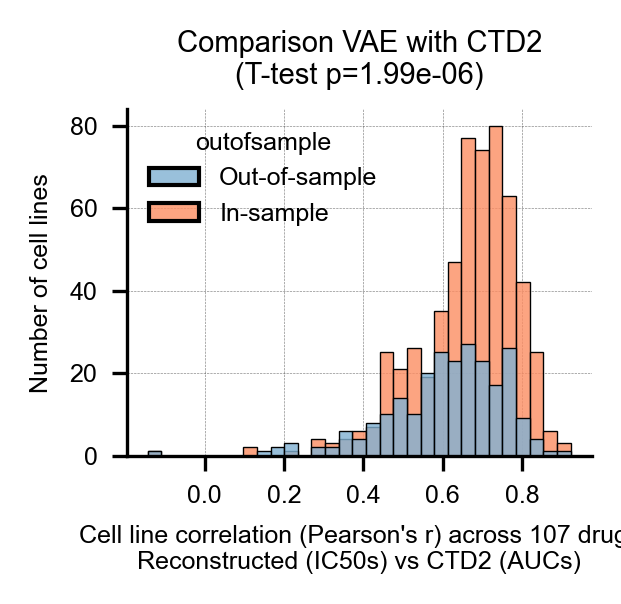 Comparison VAE with CTD2
(T-test p=1.99e-06)
80
60
40
20
0
Number of cell lines
outofsample
Out-of-sample
In-sample
0.0 0.2 0.4 0.6 0.8
Cell line correlation (Pearson's r) across 107 drug
Reconstructed (IC50s) vs CTD2 (AUCs)